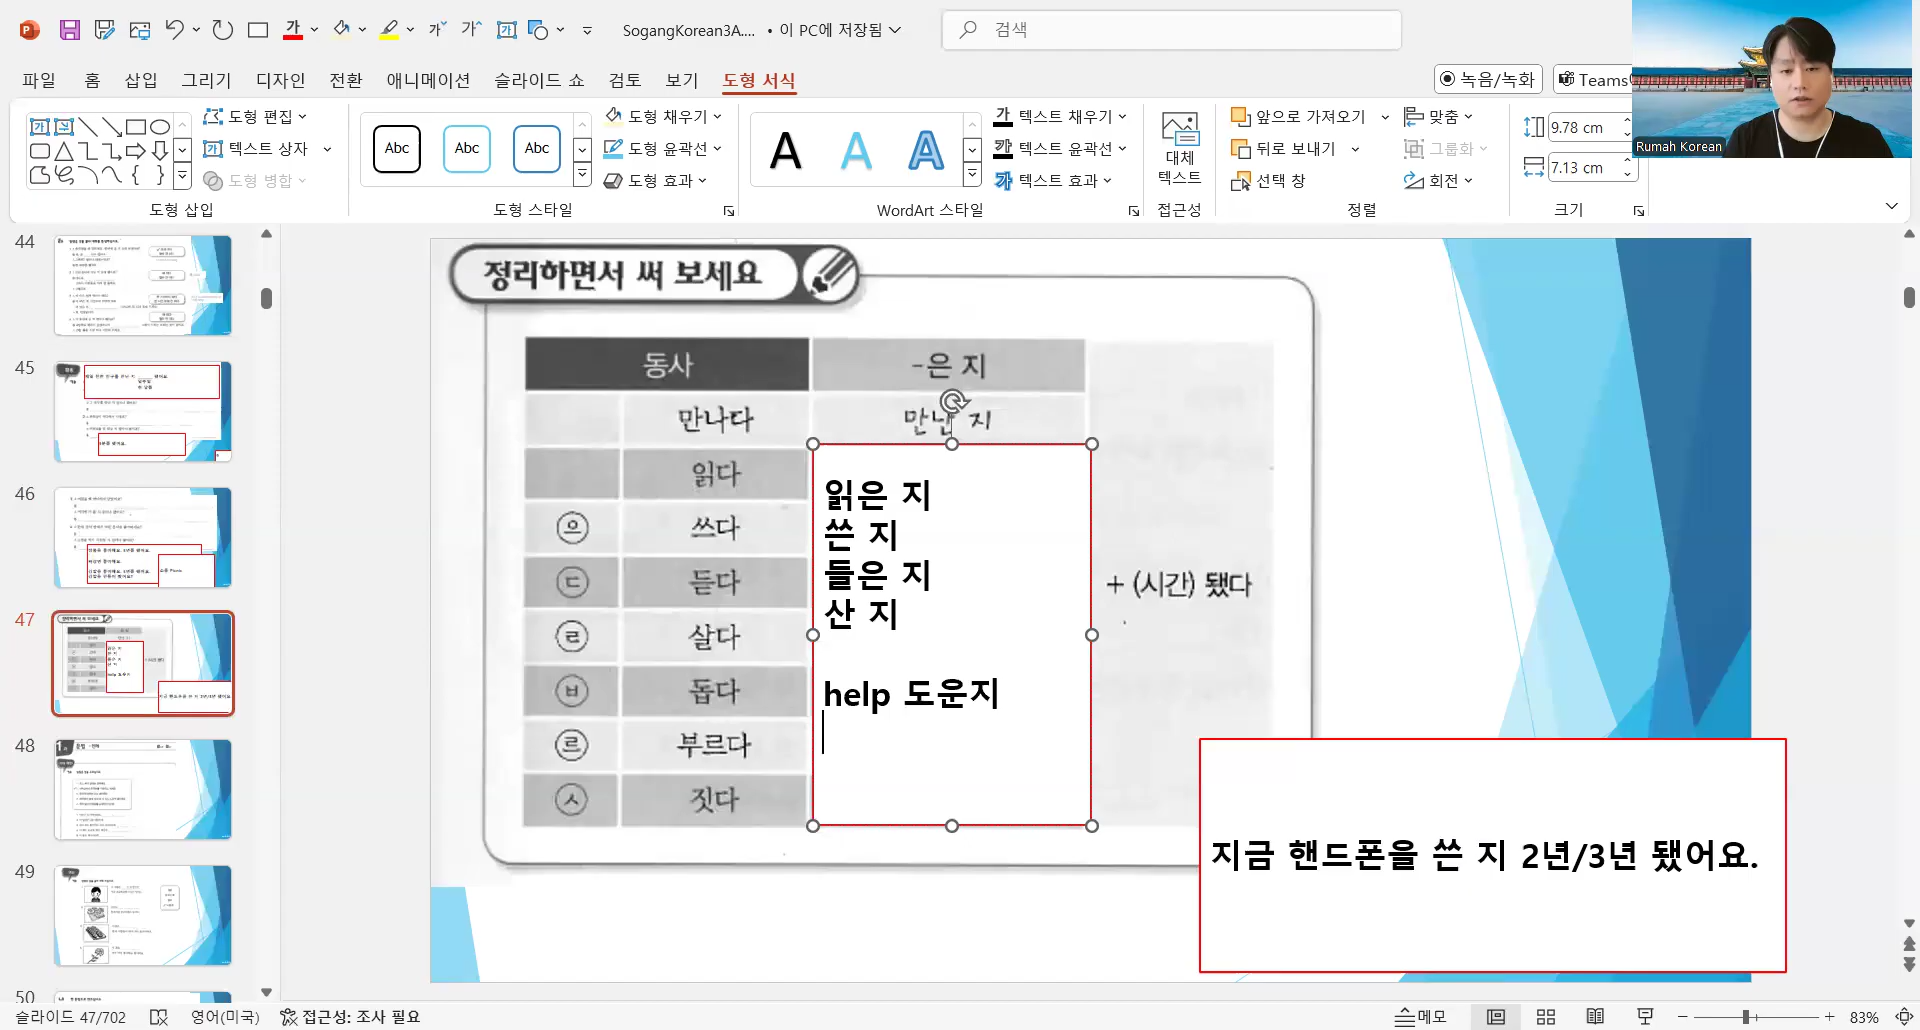 SogangKorean3A.... • 이 PC에 저장됨
검색
파일 홈 삽입 그리기 디자인 전환 애니메이션 슬라이드 쇼 검토 보기 도형 서식
녹음/녹화
Teams
도형 편집
텍스트 상자
도형 병합
도형 삽입
Abc Abc Abc
도형 채우기
도형 윤곽선
도형 효과
도형 스타일
A A A
텍스트 채우기
텍스트 윤곽선
텍스트 효과
WordArt 스타일
대체
텍스트
접근성
앞으로 가져오기
뒤로 보내기
선택 창
맞춤
그룹화
회전
정렬
9.78 cm
7.13 cm
크기
Rumah Korean
44
45
46
47
48
49
50
정리하면서 써 보세요
동사 -은 지
만나다 만난 지
읽다
으 쓰다
ㄷ 듣다
ㄹ 살다
ㅂ 돕다
르 부르다
ㅅ 짓다
읽은 지
쓴 지
들은 지
산 지
help 도운지
+ (시간) 됐다
지금 핸드폰을 쓴 지 2년/3년 됐어요.
슬라이드 47/702
영어(미국)
접근성: 조사 필요
메모
83%